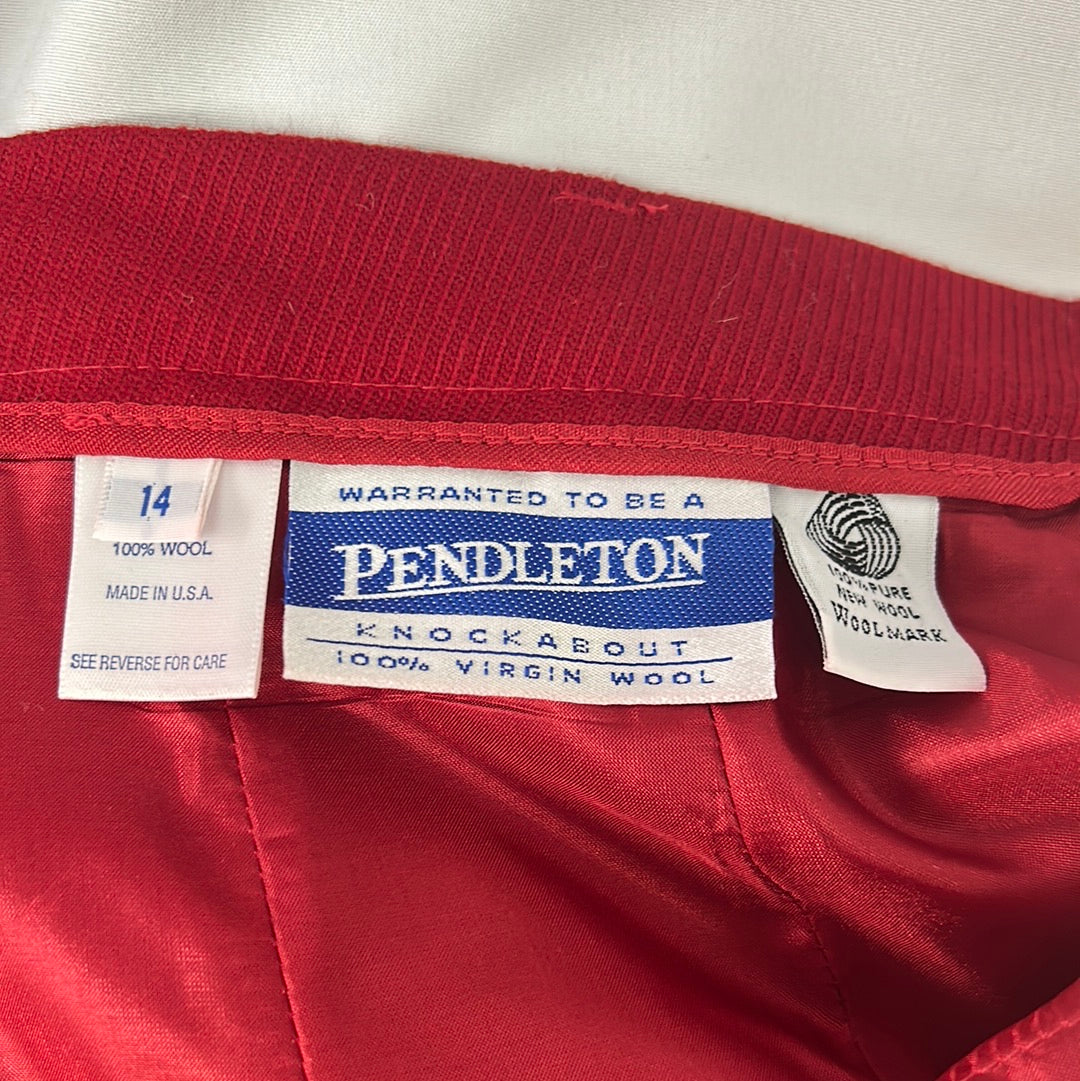 14
100% WOOL
MADE IN U.S.A.
SEE REVERSE FOR CARE
WARRANTED TO BE A
PENDLETON
KNOCKABOUT
100% VIRGIN WOOL
100% PURE
NEW WOOL
WOOLMARK